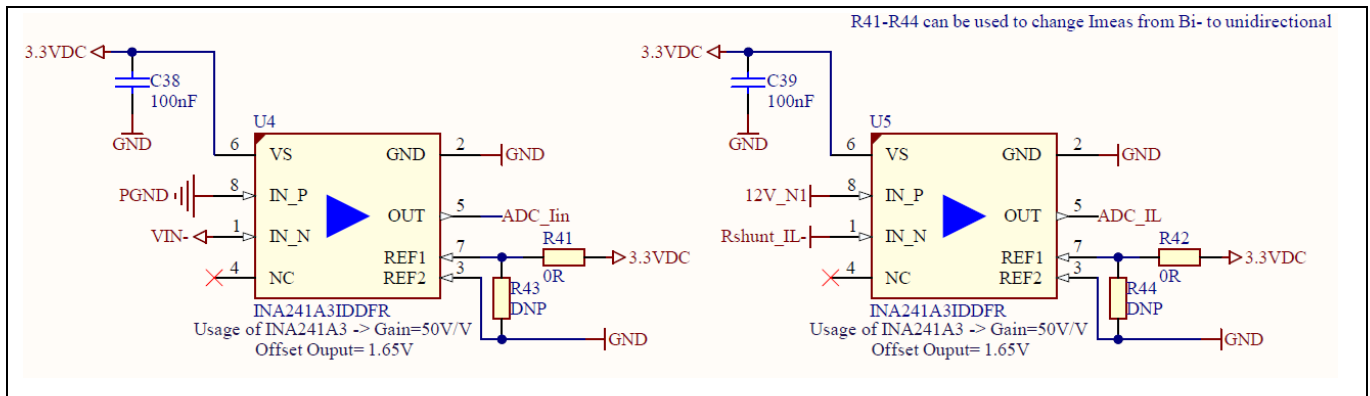 R41-R44 can be used to change Imeas from Bi- to unidirectional
3.3VDC
C38
100nF
GND
U4
6
VS
GND
2
GND
PGND
8
IN_P
OUT
5
ADC_Iin
VIN-
1
IN_N
REF1
7
R41
0R
3.3VDC
4
NC
REF2
3
R43
DNP
GND
INA241A3IDDFR
Usage of INA241A3 -> Gain=50V/V
Offset Ouput= 1.65V
3.3VDC
C39
100nF
GND
U5
6
VS
GND
2
GND
12V_N1
8
IN_P
OUT
5
ADC_IL
Rshunt_IL-
1
IN_N
REF1
7
R42
0R
3.3VDC
4
NC
REF2
3
R44
DNP
GND
INA241A3IDDFR
Usage of INA241A3 -> Gain=50V/V
Offset Ouput= 1.65V